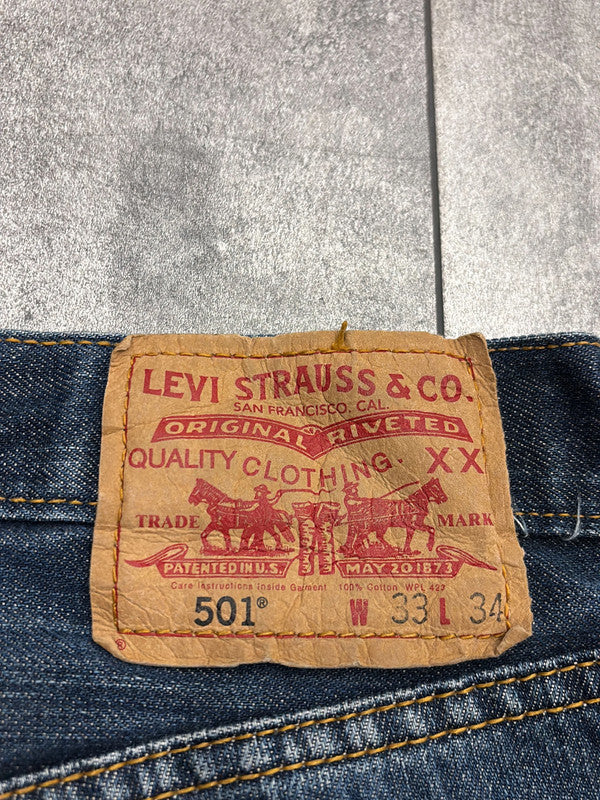 LEVI STRAUSS & CO.
SAN FRANCISCO, CAL.
ORIGINAL RIVETED
QUALITY CLOTHING. XX
TRADE MARK
PATENTED IN U.S. MAY 20 1873
Care Instructions Inside Garment 100% Cotton WPL 423
501® W 33 L 34
®